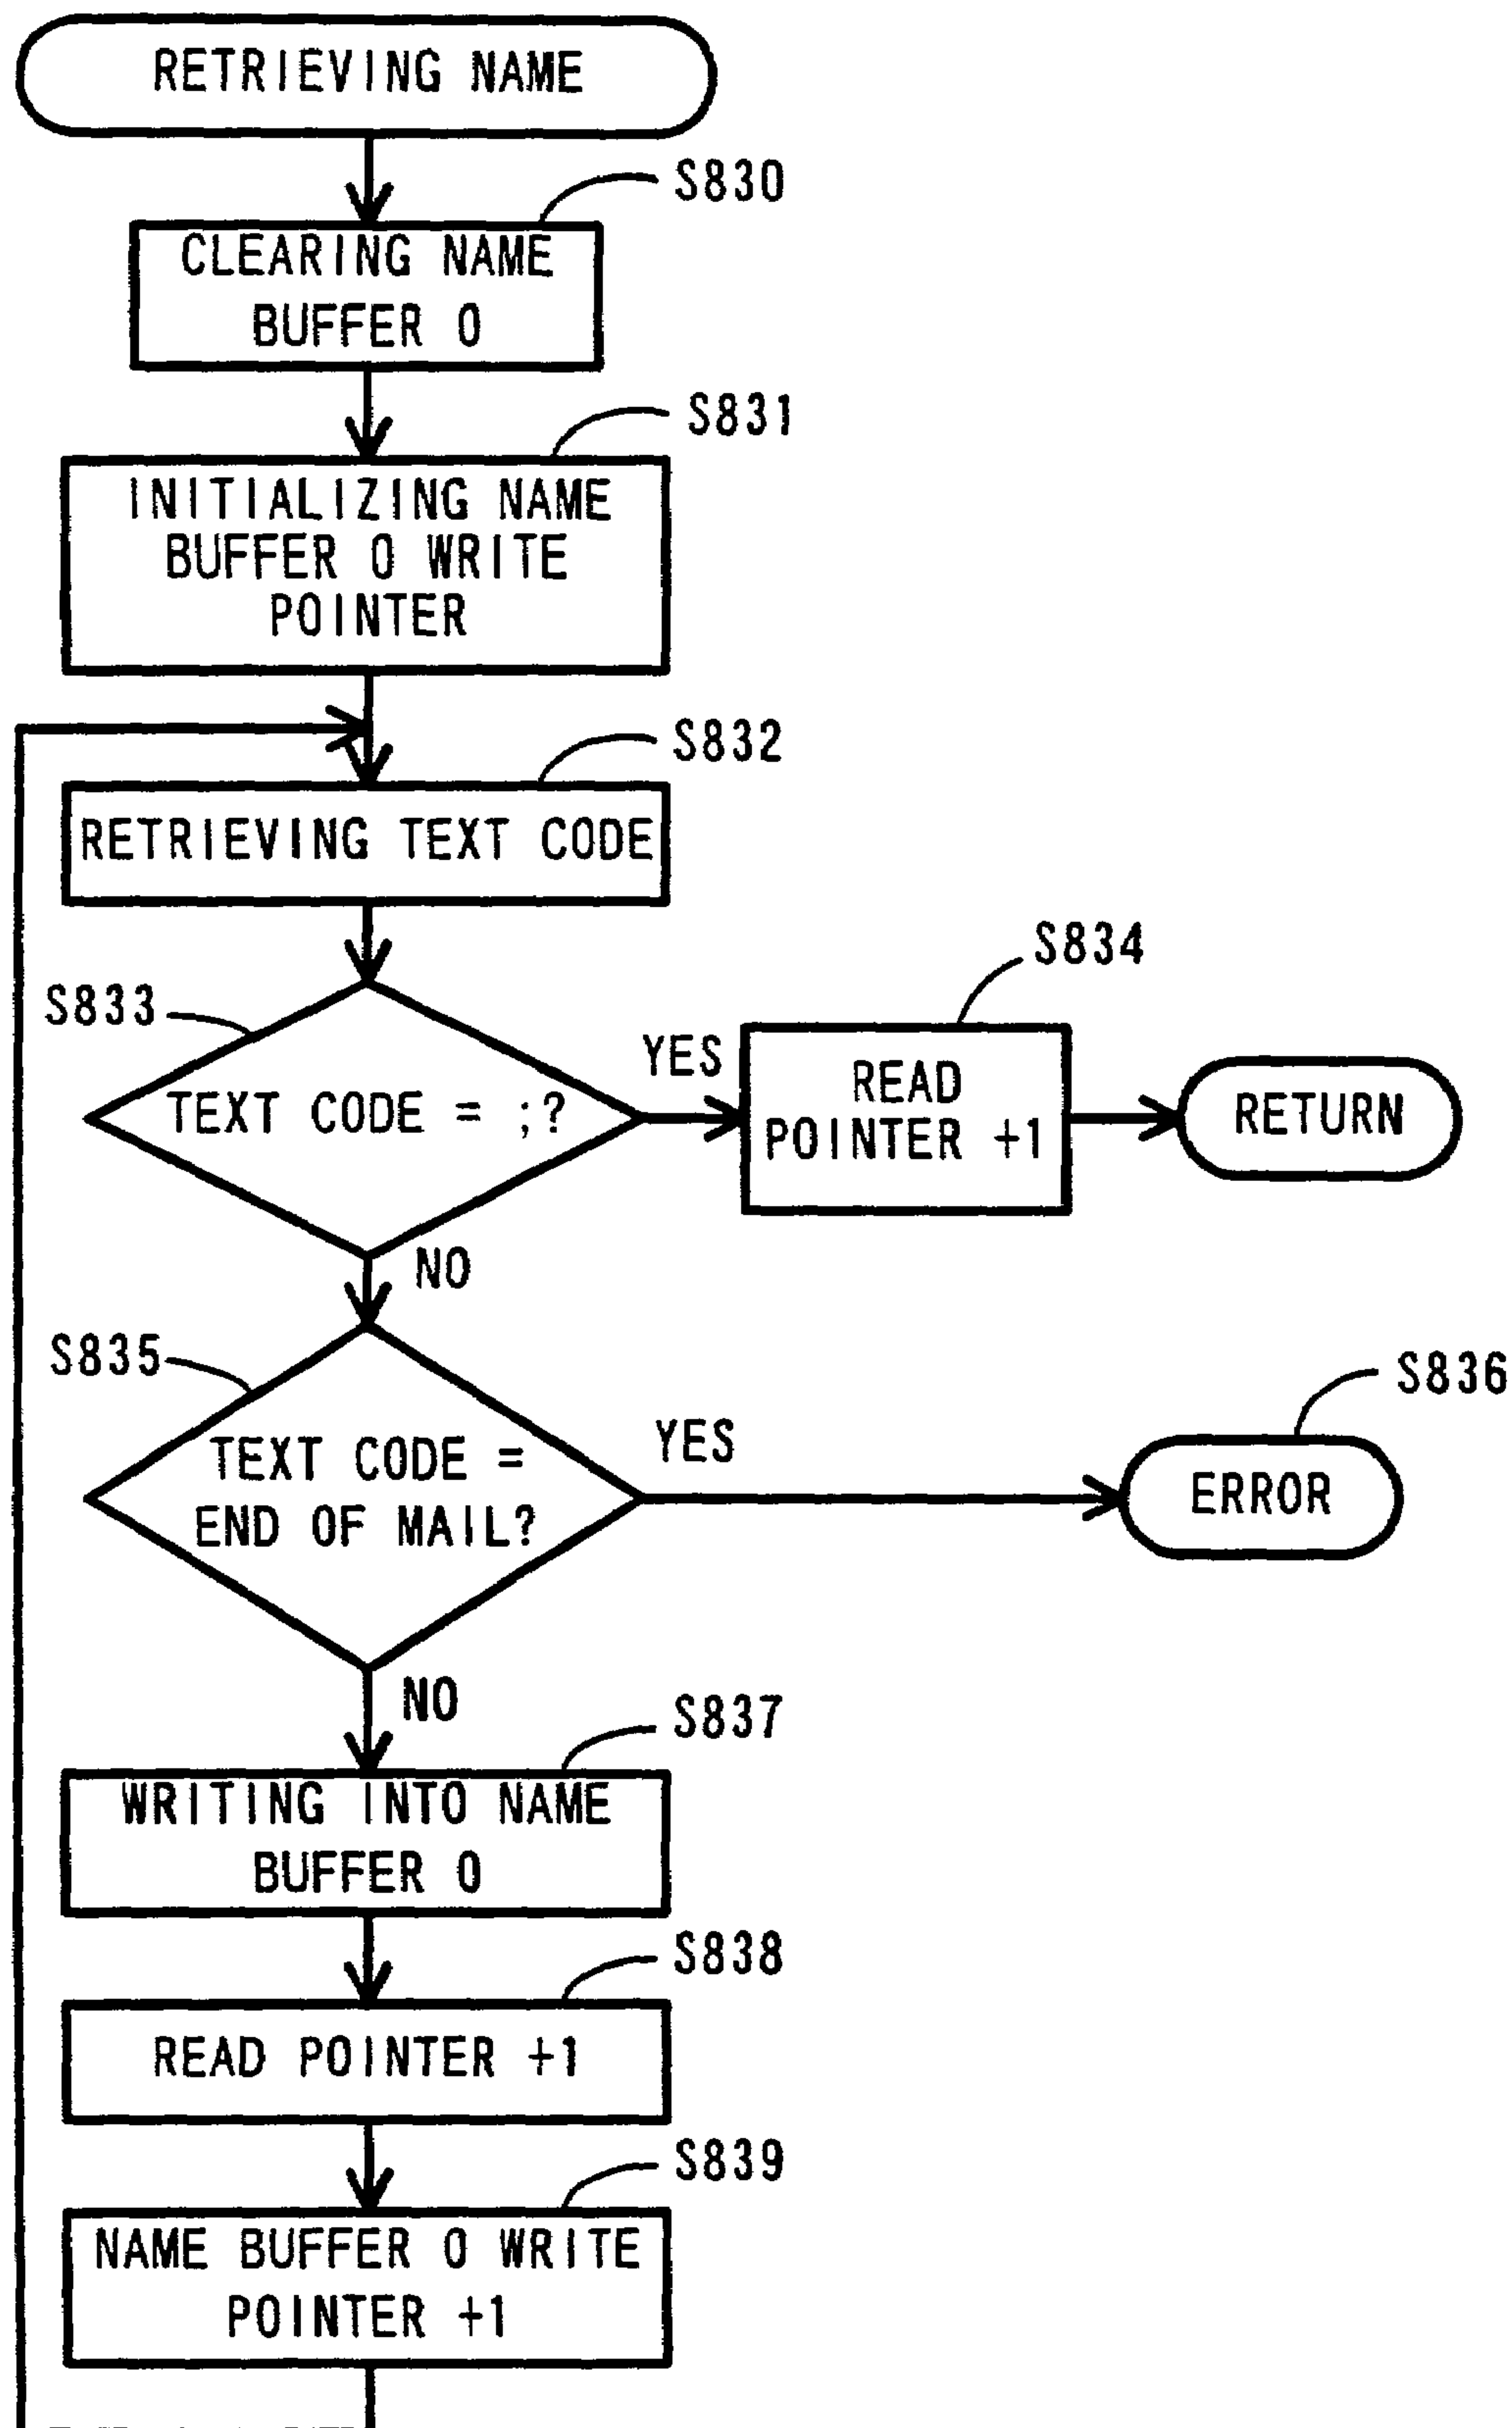 RETRIEVING NAME
S830
CLEARING NAME
BUFFER 0
S831
INITIALIZING NAME
BUFFER 0 WRITE
POINTER
S832
RETRIEVING TEXT CODE
S833
TEXT CODE = ;?
YES
S834
READ
POINTER +1
RETURN
NO
S835
TEXT CODE =
END OF MAIL?
YES
S836
ERROR
NO
S837
WRITING INTO NAME
BUFFER 0
S838
READ POINTER +1
S839
NAME BUFFER 0 WRITE
POINTER +1